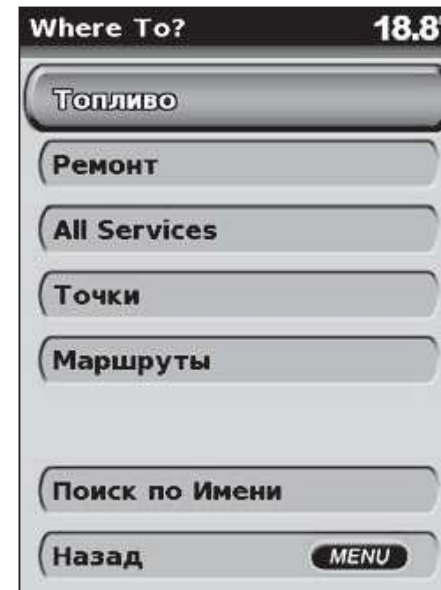 Where To? 18.8
Топливо
Ремонт
All Services
Точки
Маршруты
Поиск по Имени
Назад MENU